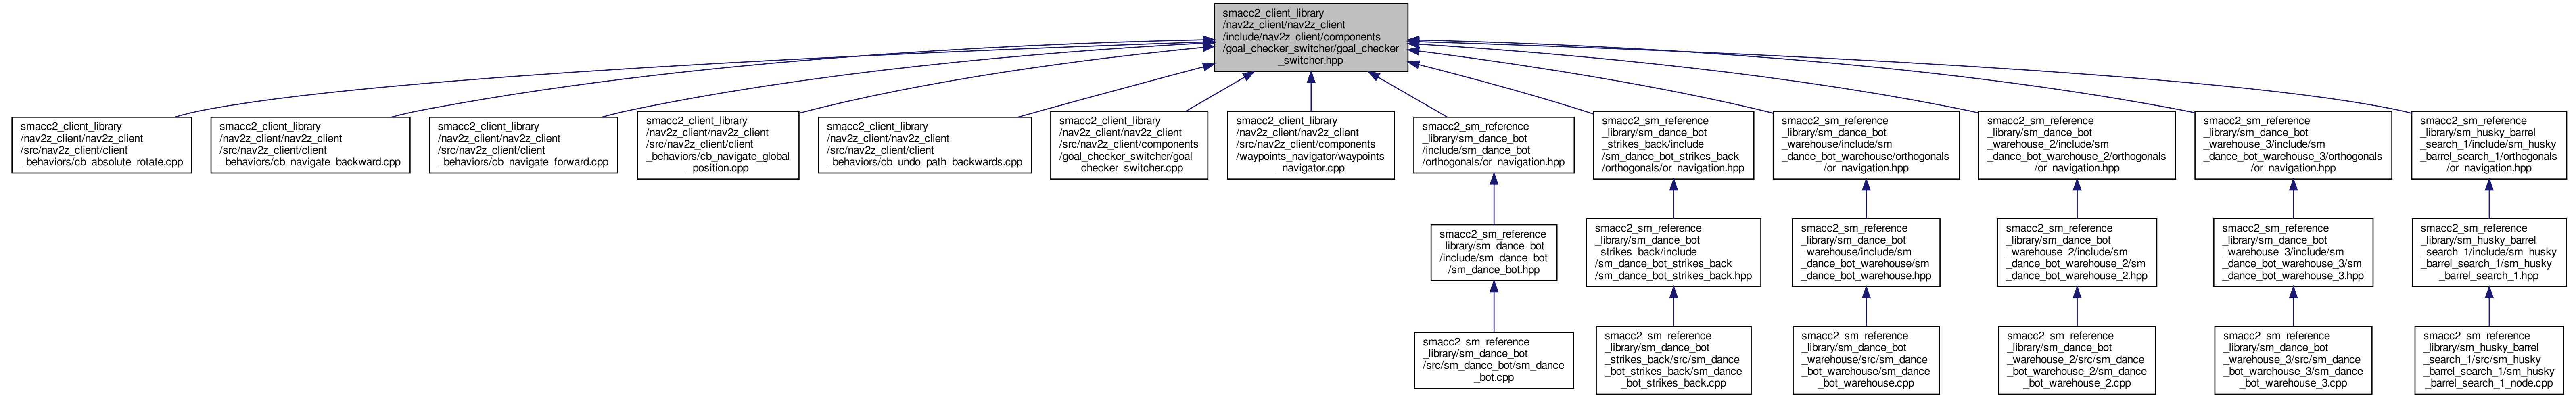 smacc2_client_library
/nav2z_client/nav2z_client
/include/nav2z_client/components
/goal_checker_switcher/goal_checker
_switcher.hpp
smacc2_client_library
/nav2z_client/nav2z_client
/src/nav2z_client/client
_behaviors/cb_absolute_rotate.cpp
smacc2_client_library
/nav2z_client/nav2z_client
/src/nav2z_client/client
_behaviors/cb_navigate_backward.cpp
smacc2_client_library
/nav2z_client/nav2z_client
/src/nav2z_client/client
_behaviors/cb_navigate_forward.cpp
smacc2_client_library
/nav2z_client/nav2z_client
/src/nav2z_client/client
_behaviors/cb_navigate_global
_position.cpp
smacc2_client_library
/nav2z_client/nav2z_client
/src/nav2z_client/client
_behaviors/cb_undo_path_backwards.cpp
smacc2_client_library
/nav2z_client/nav2z_client
/src/nav2z_client/components
/goal_checker_switcher/goal
_checker_switcher.cpp
smacc2_client_library
/nav2z_client/nav2z_client
/src/nav2z_client/components
/waypoints_navigator/waypoints
_navigator.cpp
smacc2_sm_reference
_library/sm_dance_bot
/include/sm_dance_bot
/orthogonals/or_navigation.hpp
smacc2_sm_reference
_library/sm_dance_bot
_strikes_back/include
/sm_dance_bot_strikes_back
/orthogonals/or_navigation.hpp
smacc2_sm_reference
_library/sm_dance_bot
_warehouse/include/sm
_dance_bot_warehouse/orthogonals
/or_navigation.hpp
smacc2_sm_reference
_library/sm_dance_bot
_warehouse_2/include/sm
_dance_bot_warehouse_2/orthogonals
/or_navigation.hpp
smacc2_sm_reference
_library/sm_dance_bot
_warehouse_3/include/sm
_dance_bot_warehouse_3/orthogonals
/or_navigation.hpp
smacc2_sm_reference
_library/sm_husky_barrel
_search_1/include/sm_husky
_barrel_search_1/orthogonals
/or_navigation.hpp
smacc2_sm_reference
_library/sm_dance_bot
/include/sm_dance_bot
/sm_dance_bot.hpp
smacc2_sm_reference
_library/sm_dance_bot
_strikes_back/include
/sm_dance_bot_strikes_back
/sm_dance_bot_strikes_back.hpp
smacc2_sm_reference
_library/sm_dance_bot
_warehouse/include/sm
_dance_bot_warehouse/sm
_dance_bot_warehouse.hpp
smacc2_sm_reference
_library/sm_dance_bot
_warehouse_2/include/sm
_dance_bot_warehouse_2/sm
_dance_bot_warehouse_2.hpp
smacc2_sm_reference
_library/sm_dance_bot
_warehouse_3/include/sm
_dance_bot_warehouse_3/sm
_dance_bot_warehouse_3.hpp
smacc2_sm_reference
_library/sm_husky_barrel
_search_1/include/sm_husky
_barrel_search_1/sm_husky
_barrel_search_1.hpp
smacc2_sm_reference
_library/sm_dance_bot
/src/sm_dance_bot/sm_dance
_bot.cpp
smacc2_sm_reference
_library/sm_dance_bot
_strikes_back/src/sm_dance
_bot_strikes_back/sm_dance
_bot_strikes_back.cpp
smacc2_sm_reference
_library/sm_dance_bot
_warehouse/src/sm_dance
_bot_warehouse/sm_dance
_bot_warehouse.cpp
smacc2_sm_reference
_library/sm_dance_bot
_warehouse_2/src/sm_dance
_bot_warehouse_2/sm_dance
_bot_warehouse_2.cpp
smacc2_sm_reference
_library/sm_dance_bot
_warehouse_3/src/sm_dance
_bot_warehouse_3/sm_dance
_bot_warehouse_3.cpp
smacc2_sm_reference
_library/sm_husky_barrel
_search_1/src/sm_husky
_barrel_search_1/sm_husky
_barrel_search_1_node.cpp